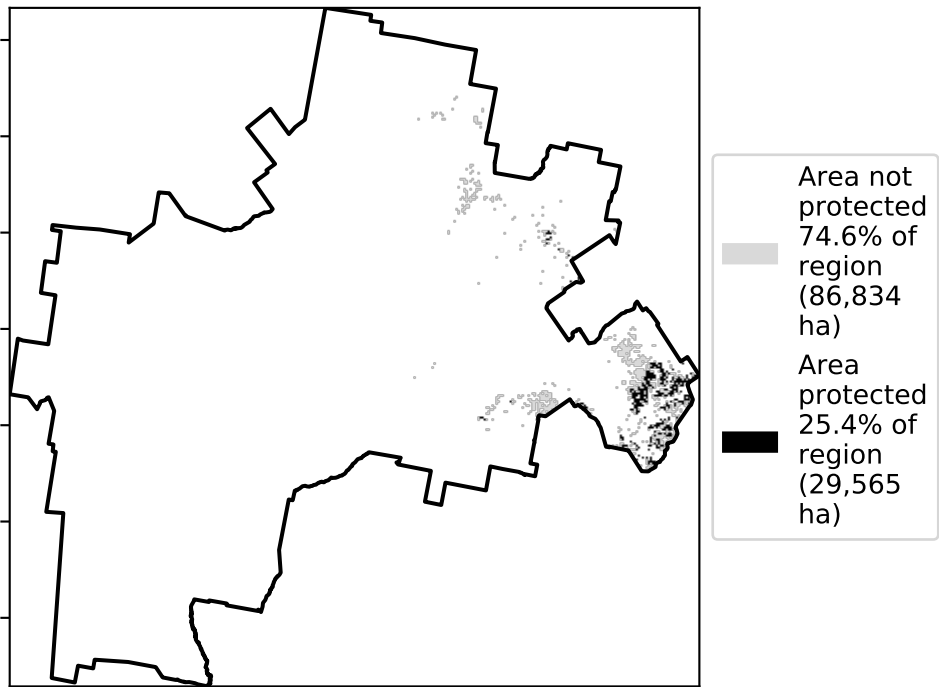 Area not
protected
74.6% of
region
(86,834
ha)
Area
protected
25.4% of
region
(29,565
ha)